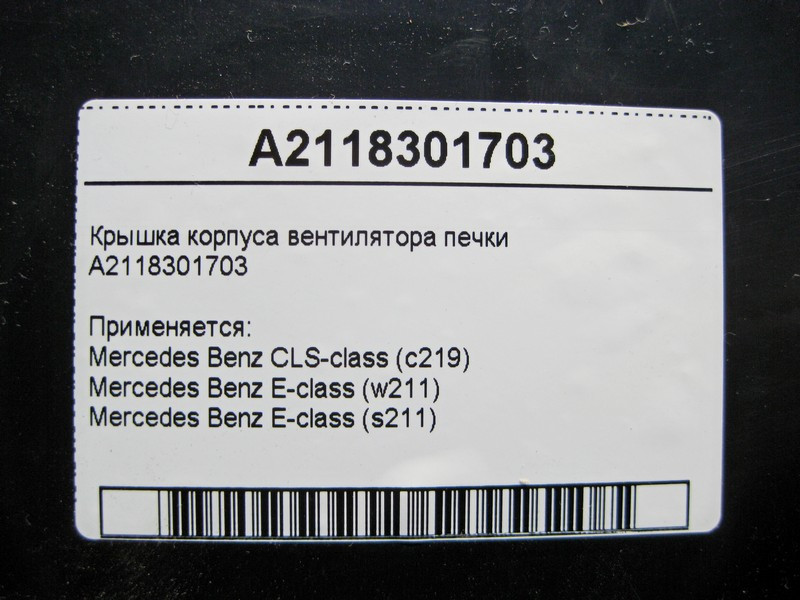 A2118301703
Крышка корпуса вентилятора печки
A2118301703
Применяется:
Mercedes Benz CLS-class (c219)
Mercedes Benz E-class (w211)
Mercedes Benz E-class (s211)